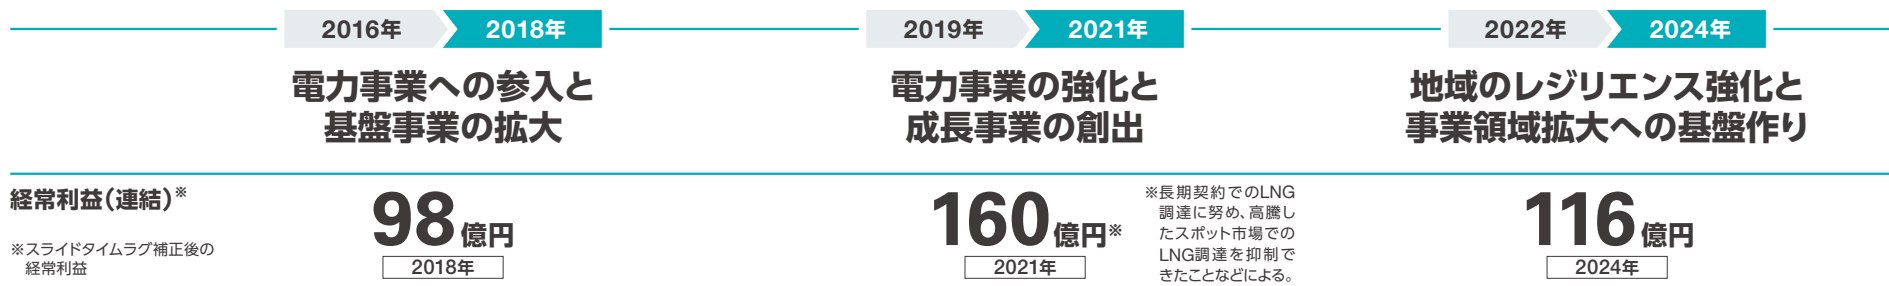 2016年 2018年
電力事業への参入と
基盤事業の拡大
2019年 2021年
電力事業の強化と
成長事業の創出
2022年 2024年
地域のレジリエンス強化と
事業領域拡大への基盤作り
経常利益(連結)※
※スライドタイムラグ補正後の
経常利益
98億円
2018年
160億円※
2021年
※長期契約でのLNG
調達に努め、高騰し
たスポット市場での
LNG調達を抑制で
きたことなどによる。
116億円
2024年